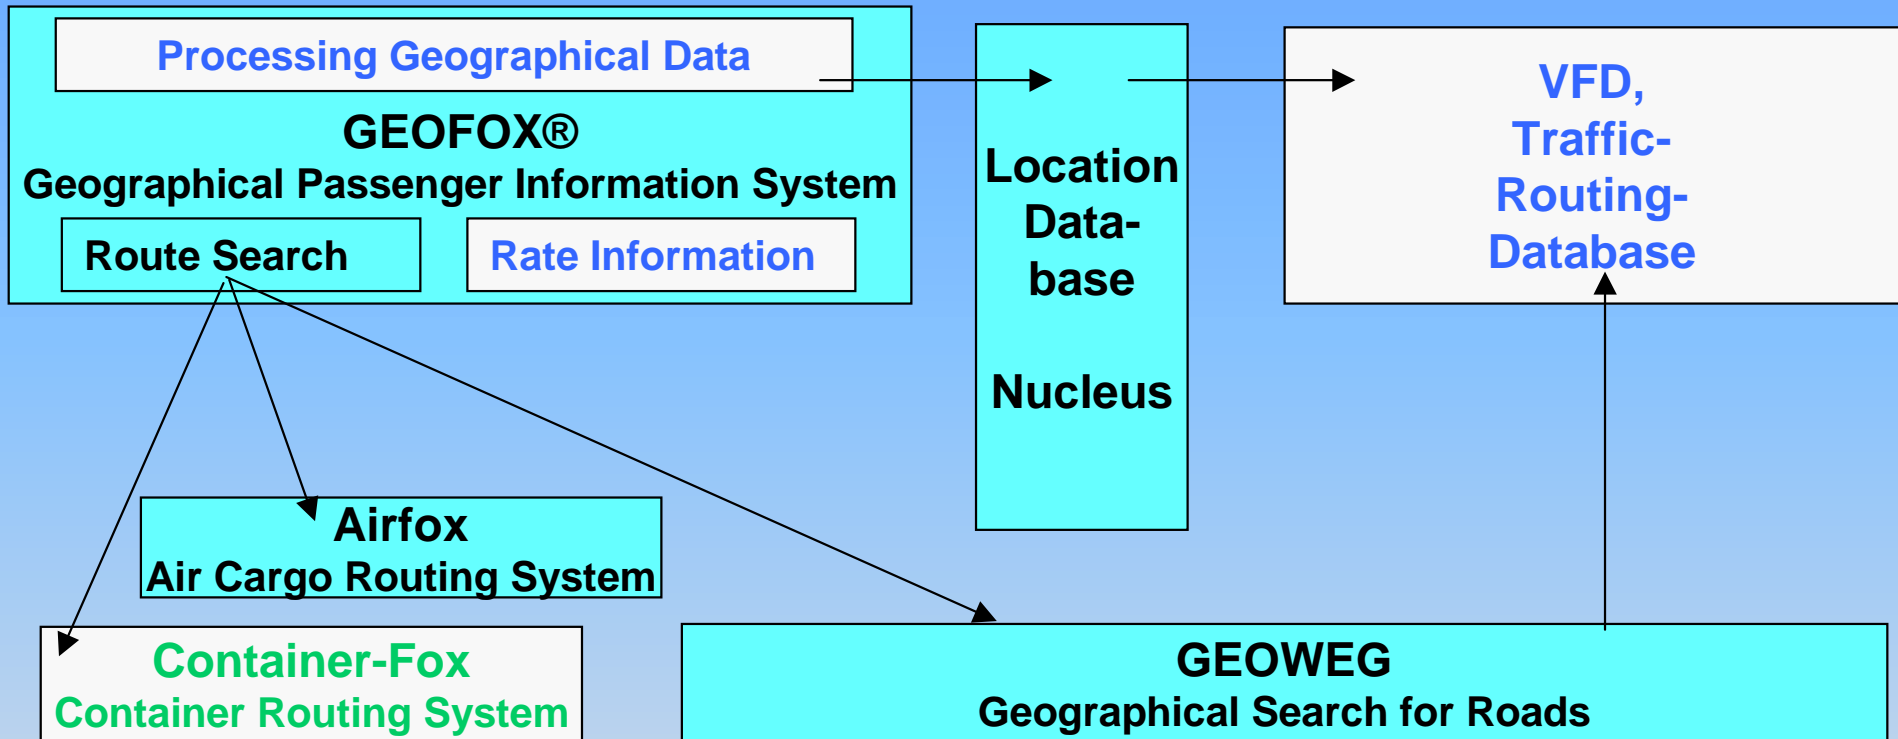 Processing Geographical Data
GEOFOX®
Geographical Passenger Information System
Route Search
Rate Information
Location
Data-
base
Nucleus
VFD,
Traffic-
Routing-
Database
Airfox
Air Cargo Routing System
Container-Fox
Container Routing System
GEOWEG
Geographical Search for Roads